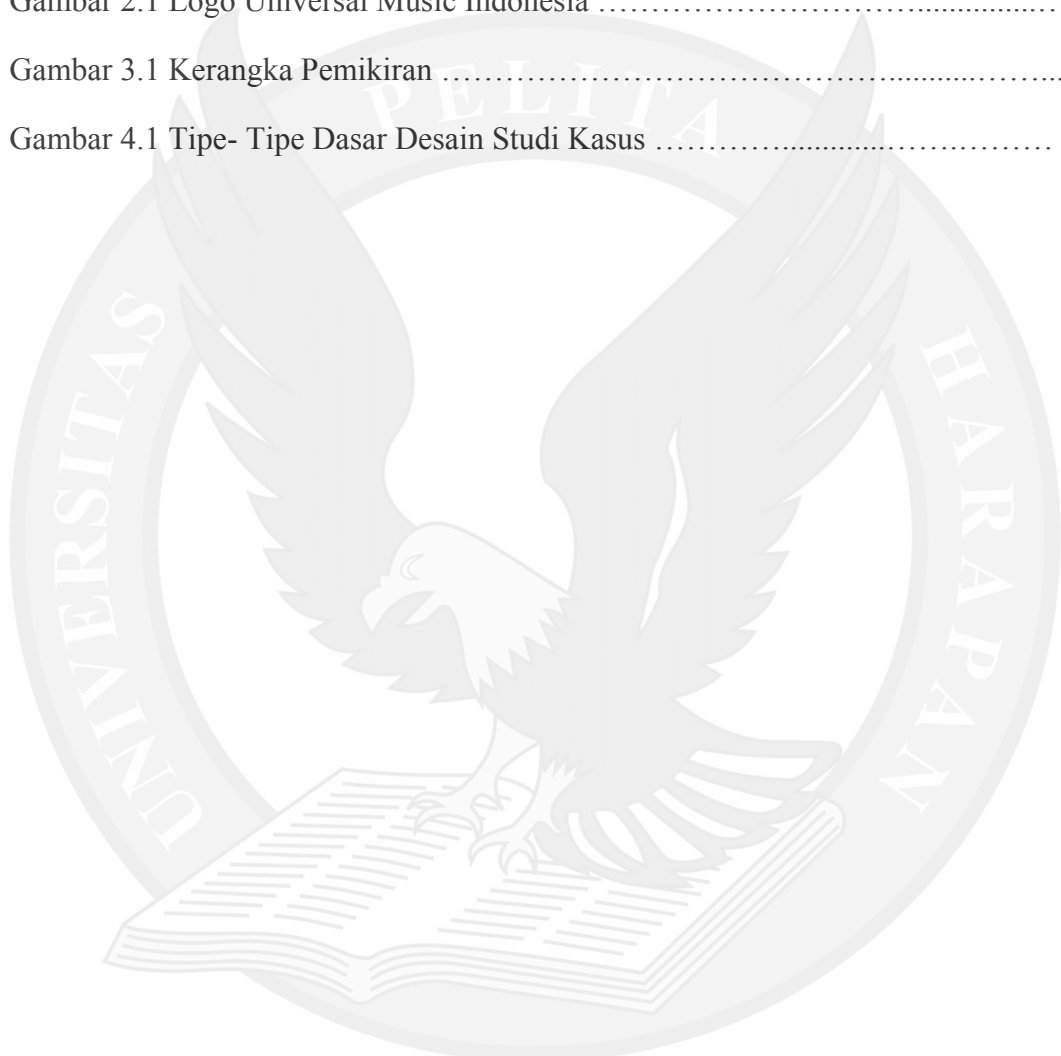 Gambar 2.1 Logo Universal Music Indonesia ……………………………...............…
Gambar 3.1 Kerangka Pemikiran ……………………………………............……...
Gambar 4.1 Tipe- Tipe Dasar Desain Studi Kasus …………............…….………
UNIVERSITAS PELITA HARAPAN